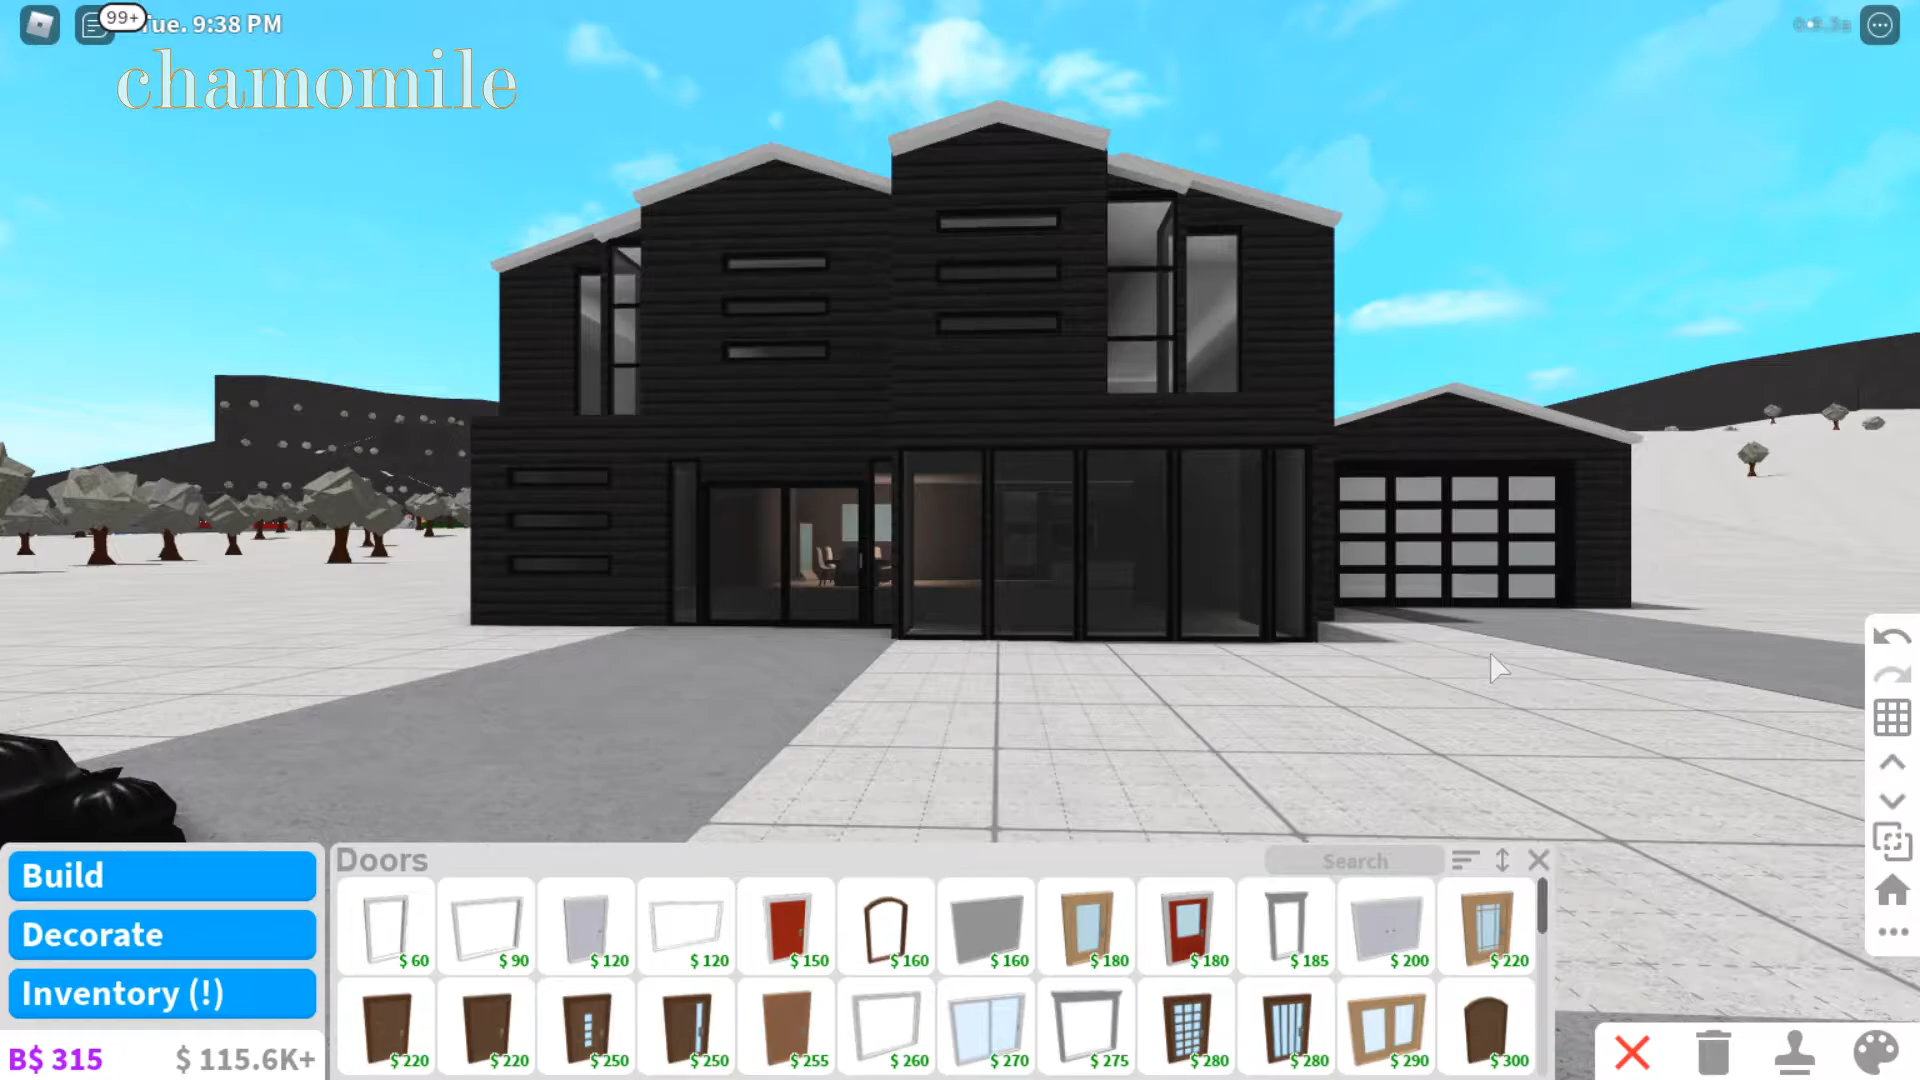 99+
Tue. 9:38 PM
chamomile
Build
Decorate
Inventory (!)
B$ 315
$ 115.6K+
Doors
Search
$ 60
$ 90
$ 120
$ 120
$ 150
$ 160
$ 160
$ 180
$ 180
$ 185
$ 200
$ 220
$220
$220
$ 250
$ 250
$ 255
$ 260
$ 270
$ 275
$ 280
$ 280
$ 290
$ 300